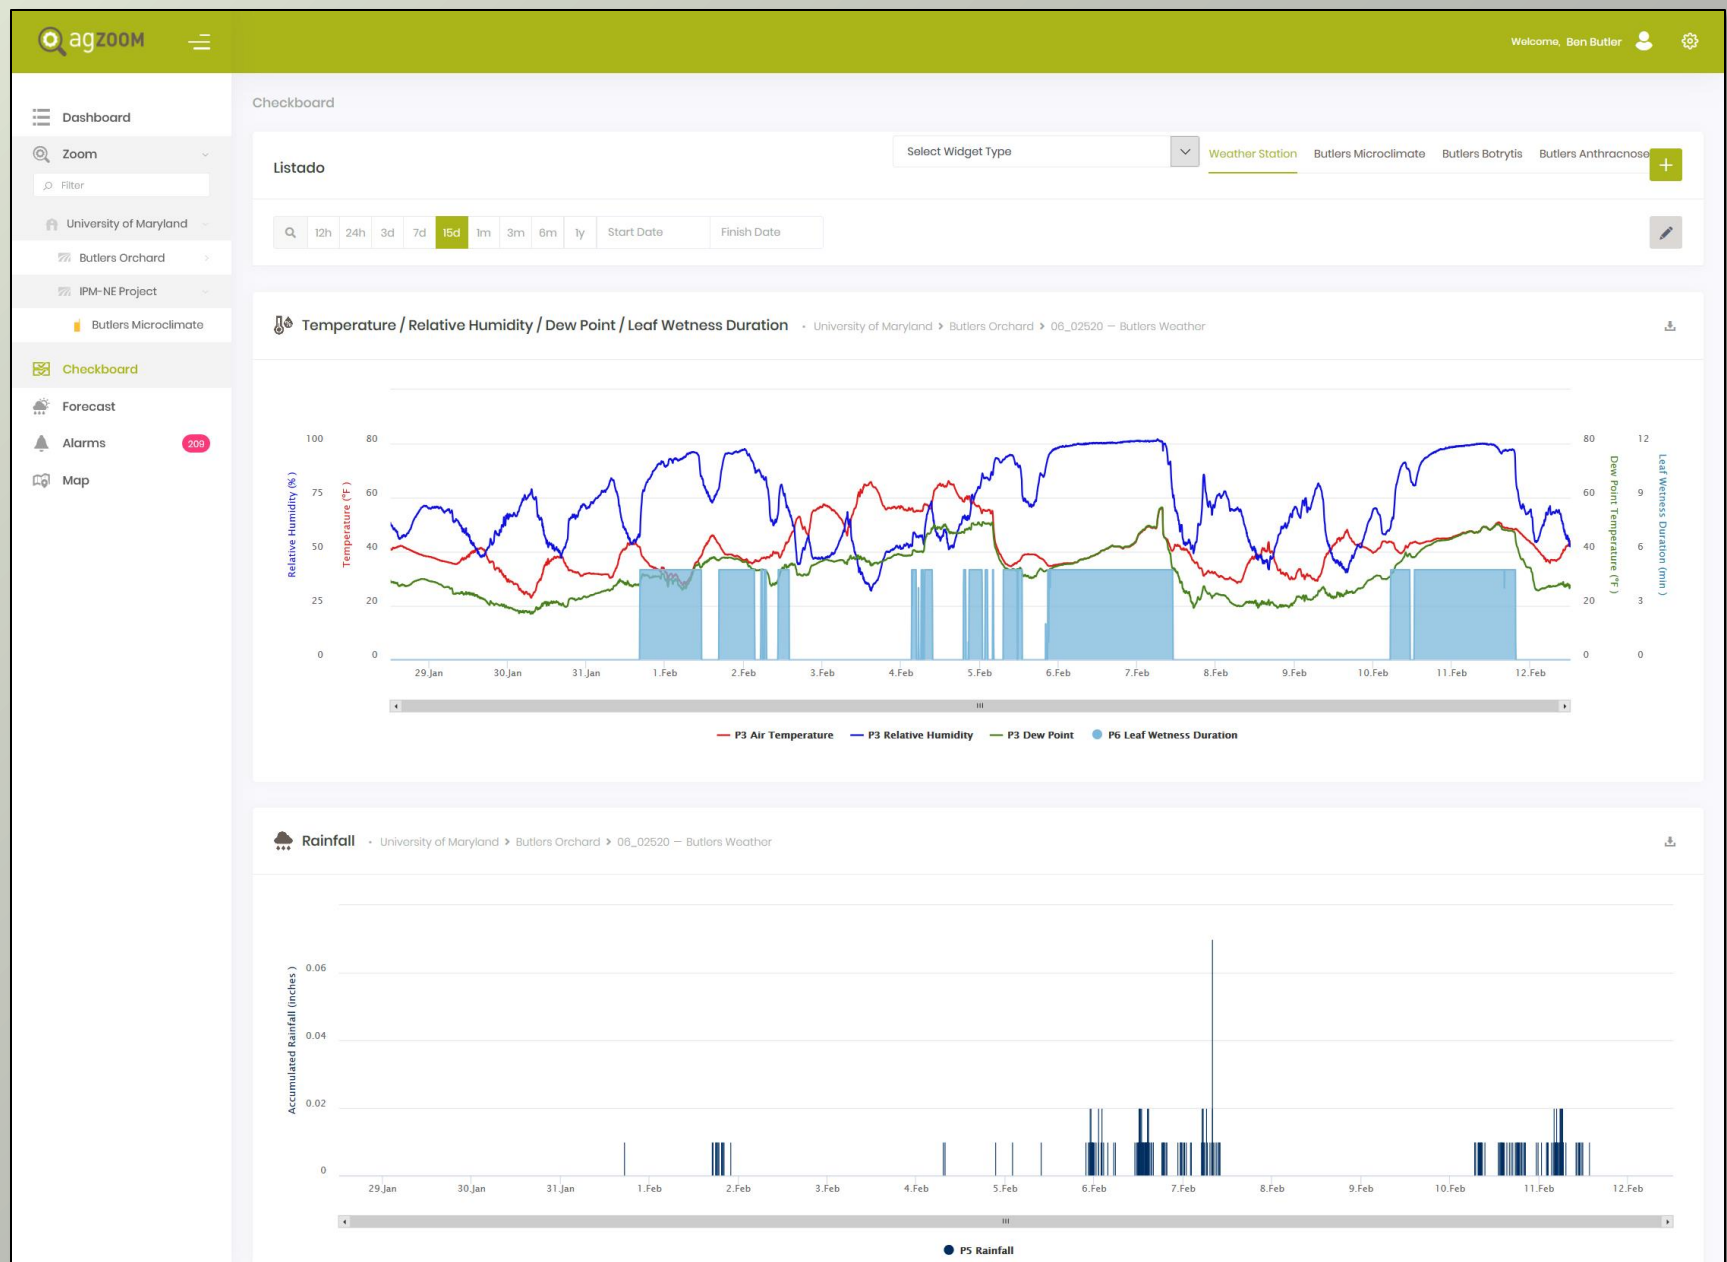 agzoom
Welcome, Ben Butler
Dashboard
Zoom
Filter
University of Maryland
Butlers Orchard
IPM-NE Project
Butlers Microclimate
Checkboard
Forecast
Alarms 209
Map
Checkboard
Listado
Select Widget Type
Weather Station Butlers Microclimate Butlers Botrytis Butlers Anthracnose
+
12h 24h 3d 7d 15d 1m 3m 6m 1y Start Date Finish Date
Temperature / Relative Humidity / Dew Point / Leaf Wetness Duration - University of Maryland > Butlers Orchard > 06_02520 — Butlers Weather
Relative Humidity (%)
100
75
50
25
0
Temperature (°F)
80
60
40
20
0
80
60
40
20
0
Dew Point Temperature (°F)
12
9
6
3
0
Leaf Wetness Duration (min)
29.Jan 30.Jan 31.Jan 1.Feb 2.Feb 3.Feb 4.Feb 5.Feb 6.Feb 7.Feb 8.Feb 9.Feb 10.Feb 11.Feb 12.Feb
P3 Air Temperature P3 Relative Humidity P3 Dew Point P6 Leaf Wetness Duration
Rainfall - University of Maryland > Butlers Orchard > 06_02520 — Butlers Weather
Accumulated Rainfall (inches)
0.06
0.04
0.02
0
29.Jan 30.Jan 31.Jan 1.Feb 2.Feb 3.Feb 4.Feb 5.Feb 6.Feb 7.Feb 8.Feb 9.Feb 10.Feb 11.Feb 12.Feb
P5 Rainfall